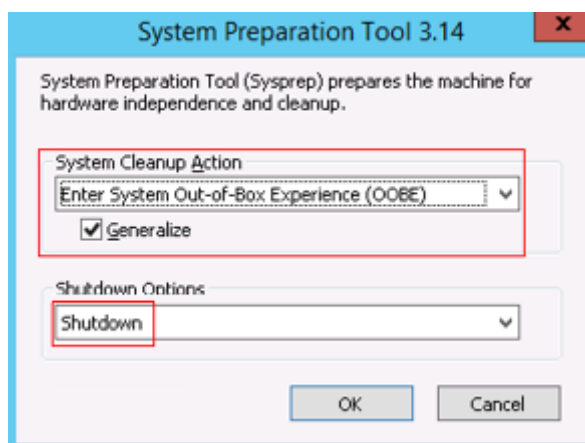 System Preparation Tool 3.14
x
System Preparation Tool (Sysprep) prepares the machine for
hardware independence and cleanup.
System Cleanup Action
Enter System Out-of-Box Experience (OOBE)
Generalize
Shutdown Options
Shutdown
OK
Cancel